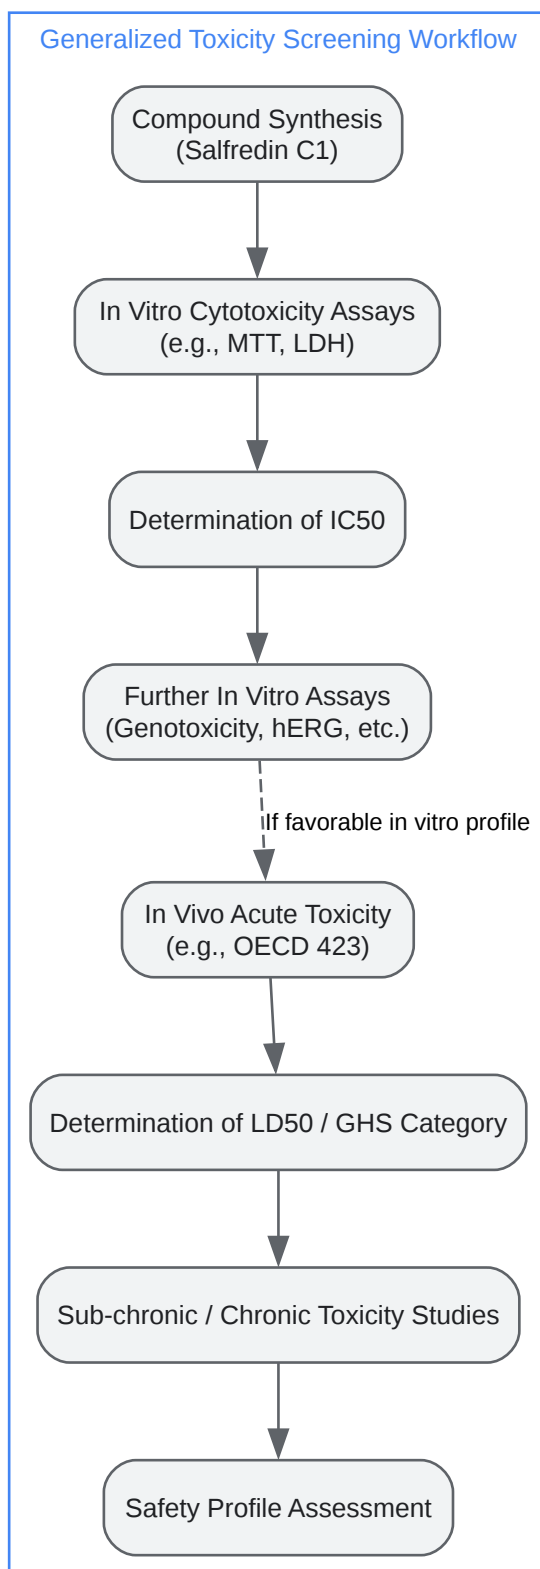 Generalized Toxicity Screening Workflow
Compound Synthesis
(Salfredin C1)
In Vitro Cytotoxicity Assays
(e.g., MTT, LDH)
Determination of IC50
Further In Vitro Assays
(Genotoxicity, hERG, etc.)
If favorable in vitro profile
In Vivo Acute Toxicity
(e.g., OECD 423)
Determination of LD50 / GHS Category
Sub-chronic / Chronic Toxicity Studies
Safety Profile Assessment